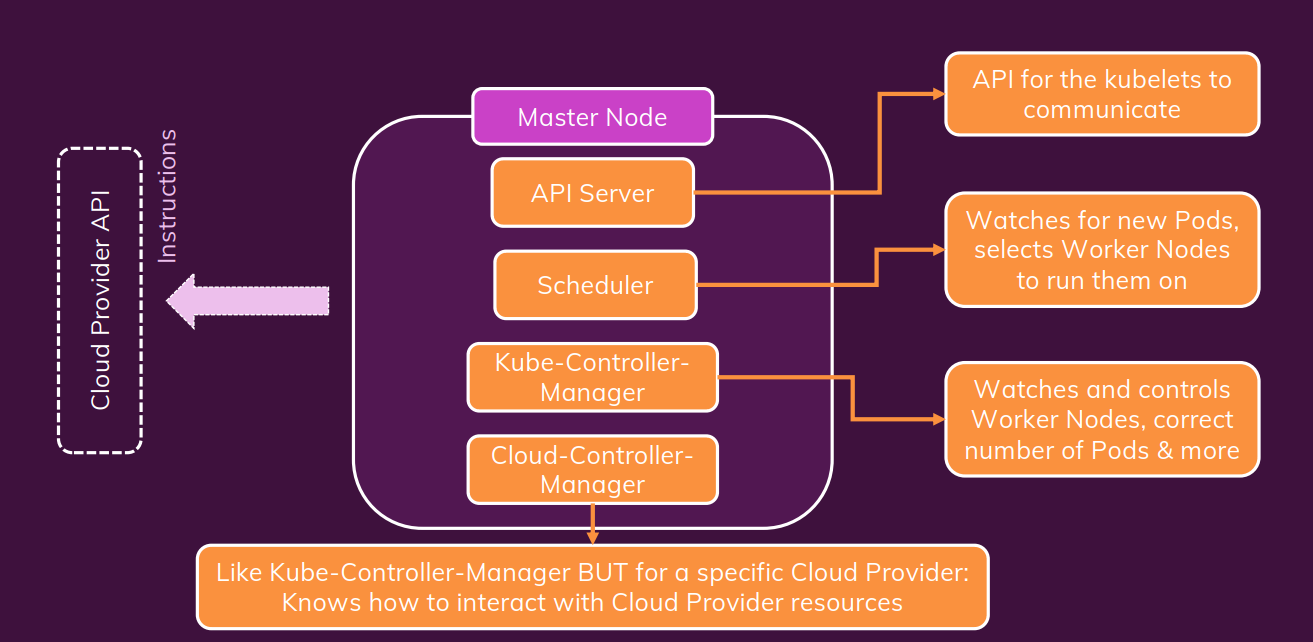 Cloud Provider API
Instructions
Master Node
API Server
Scheduler
Kube-Controller-
Manager
Cloud-Controller-
Manager
API for the kubelets to
communicate
Watches for new Pods,
selects Worker Nodes
to run them on
Watches and controls
Worker Nodes, correct
number of Pods & more
Like Kube-Controller-Manager BUT for a specific Cloud Provider:
Knows how to interact with Cloud Provider resources